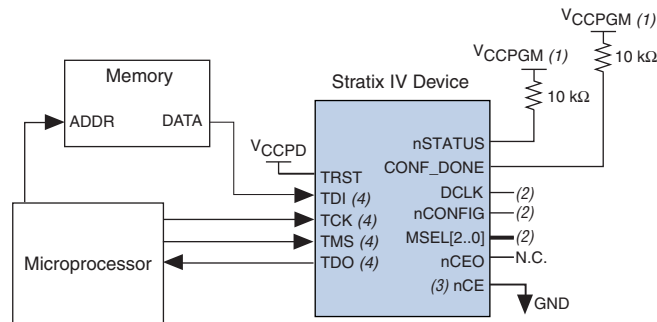 VCCPGM (1)
VCCPGM (1)
10 kΩ
10 kΩ
Memory
ADDR
DATA
Stratix IV Device
VCCPD
TRST
TDI (4)
TCK (4)
TMS (4)
TDO (4)
nSTATUS
CONF_DONE
DCLK
(2)
nCONFIG
(2)
MSEL[2..0]
(2)
nCEO
N.C.
(3) nCE
GND
Microprocessor